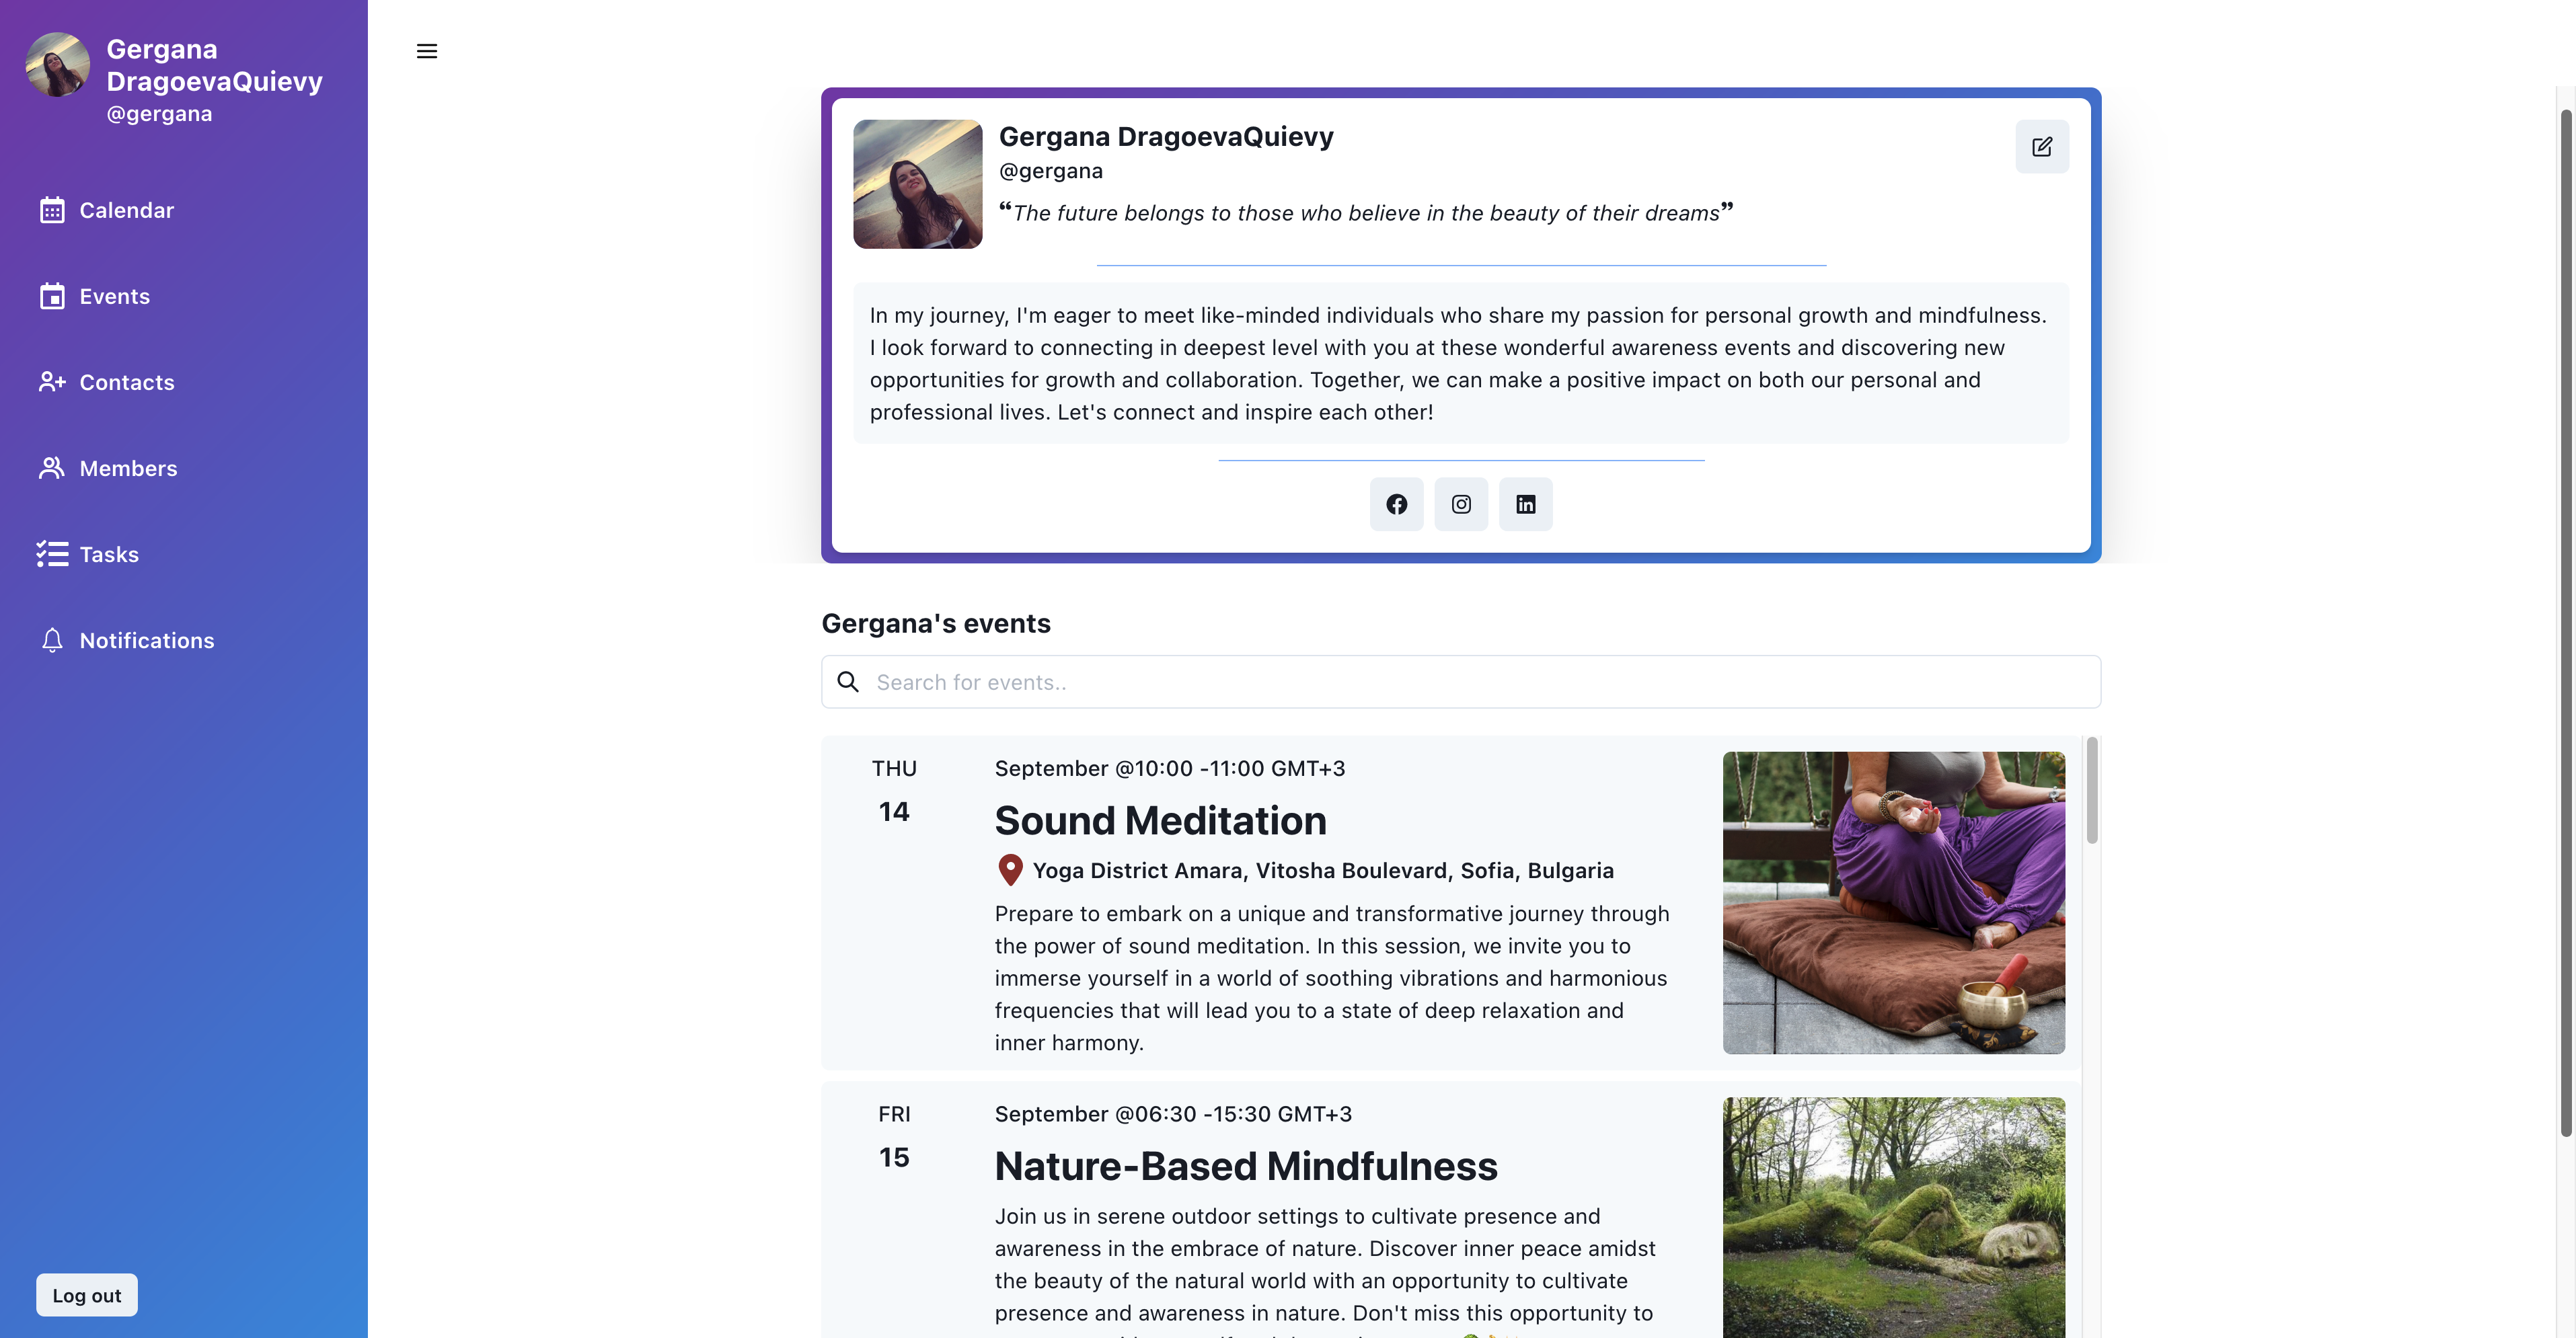 Gergana
DragoevaQuievy
@gergana
Calendar
Events
Contacts
Members
Tasks
Notifications
Log out
Gergana DragoevaQuievy
@gergana
❝The future belongs to those who believe in the beauty of their dreams❞
In my journey, I'm eager to meet like-minded individuals who share my passion for personal growth and mindfulness.
I look forward to connecting in deepest level with you at these wonderful awareness events and discovering new
opportunities for growth and collaboration. Together, we can make a positive impact on both our personal and
professional lives. Let's connect and inspire each other!
Gergana's events
Search for events..
THU
14
September @10:00 -11:00 GMT+3
Sound Meditation
Yoga District Amara, Vitosha Boulevard, Sofia, Bulgaria
Prepare to embark on a unique and transformative journey through
the power of sound meditation. In this session, we invite you to
immerse yourself in a world of soothing vibrations and harmonious
frequencies that will lead you to a state of deep relaxation and
inner harmony.
FRI
15
September @06:30 -15:30 GMT+3
Nature-Based Mindfulness
Join us in serene outdoor settings to cultivate presence and
awareness in the embrace of nature. Discover inner peace amidst
the beauty of the natural world with an opportunity to cultivate
presence and awareness in nature. Don't miss this opportunity to